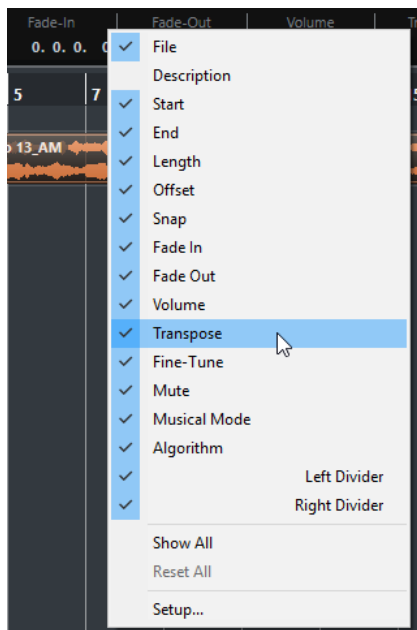 Fade-In Fade-Out Volume
0. 0. 0.
5 7
13_AM
File
Description
Start
End
Length
Offset
Snap
Fade In
Fade Out
Volume
Transpose
Fine-Tune
Mute
Musical Mode
Algorithm
Left Divider
Right Divider
Show All
Reset All
Setup...